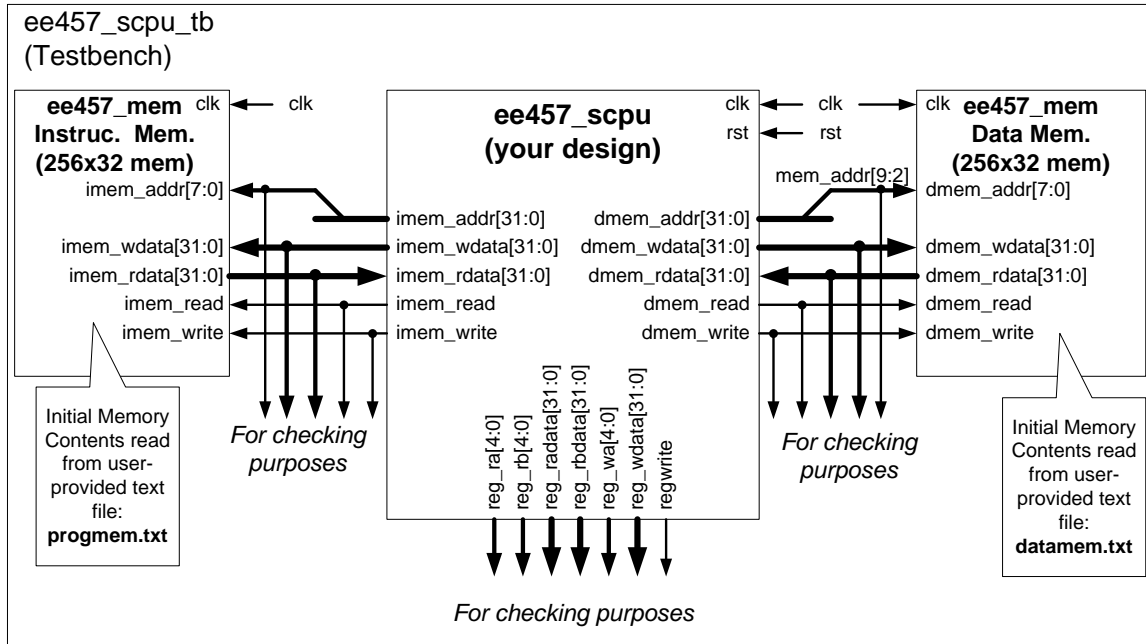 ee457_scpu_tb
(Testbench)
ee457_mem
Instruc. Mem.
(256x32 mem)
clk
clk
imem_addr[7:0]
imem_wdata[31:0]
imem_rdata[31:0]
imem_read
imem_write
ee457_scpu
(your design)
clk
rst
clk
rst
imem_addr[31:0]
imem_wdata[31:0]
imem_rdata[31:0]
imem_read
imem_write
dmem_addr[31:0]
dmem_wdata[31:0]
dmem_rdata[31:0]
dmem_read
dmem_write
mem_addr[9:2]
clk
ee457_mem
Data Mem.
(256x32 mem)
dmem_addr[7:0]
dmem_wdata[31:0]
dmem_rdata[31:0]
dmem_read
dmem_write
Initial Memory
Contents read
from user-
provided text
file:
progmem.txt
For checking
purposes
reg_ra[4:0]
reg_rb[4:0]
reg_radata[31:0]
reg_rbdata[31:0]
reg_wa[4:0]
reg_wdata[31:0]
regwrite
For checking
purposes
Initial Memory
Contents read
from user-
provided text
file:
datamem.txt
For checking purposes